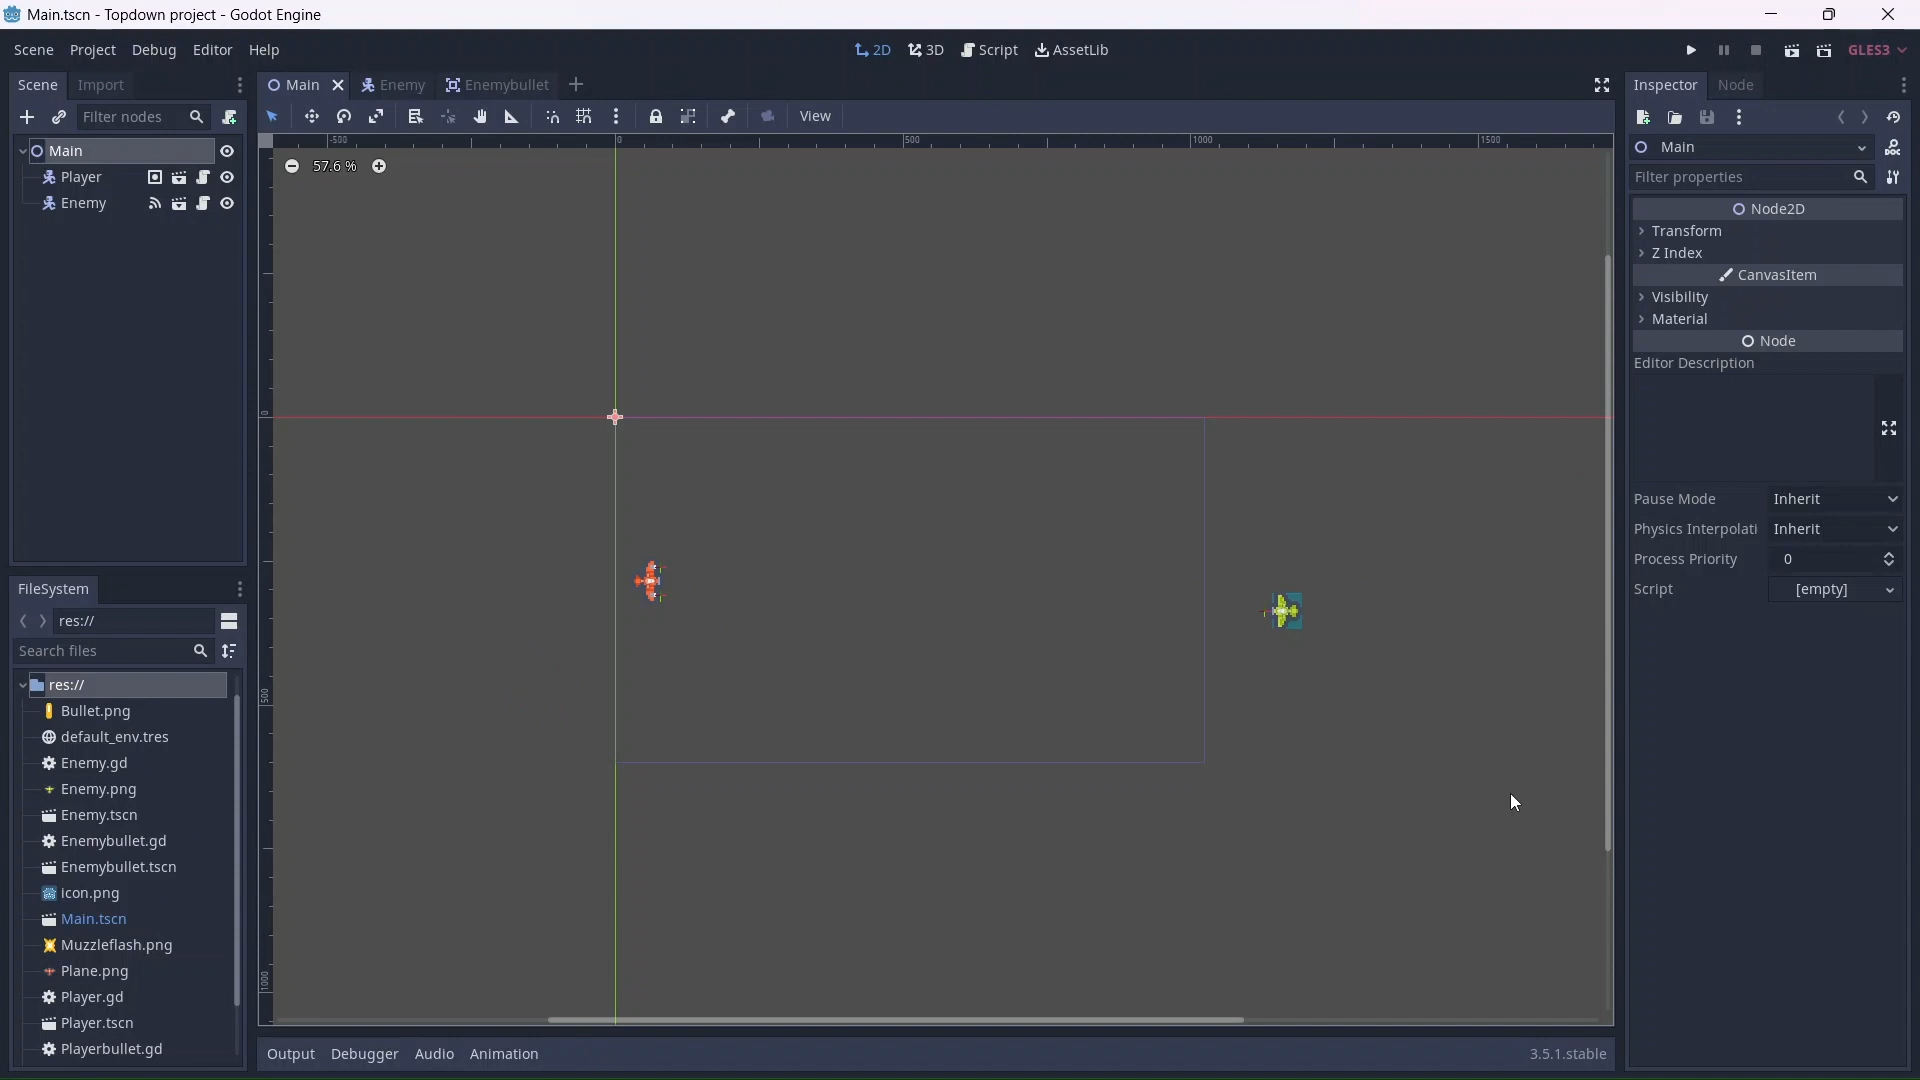 Main.tscn - Topdown project - Godot Engine
Scene Project Debug Editor Help
2D 3D Script AssetLib
GLES3
Scene Import
Main Enemy Enemybullet
Inspector Node
Filter nodes
View
Main
Player
Enemy
-500 0 500 1000 1500
57.6 %
0
500
1000
FileSystem
res://
Search files
res://
Bullet.png
default_env.tres
Enemy.gd
Enemy.png
Enemy.tscn
Enemybullet.gd
Enemybullet.tscn
icon.png
Main.tscn
Muzzleflash.png
Plane.png
Player.gd
Player.tscn
Playerbullet.gd
Output Debugger Audio Animation
3.5.1.stable
Main
Filter properties
Node2D
Transform
Z Index
CanvasItem
Visibility
Material
Node
Editor Description
Pause Mode Inherit
Physics Interpolati Inherit
Process Priority 0
Script [empty]